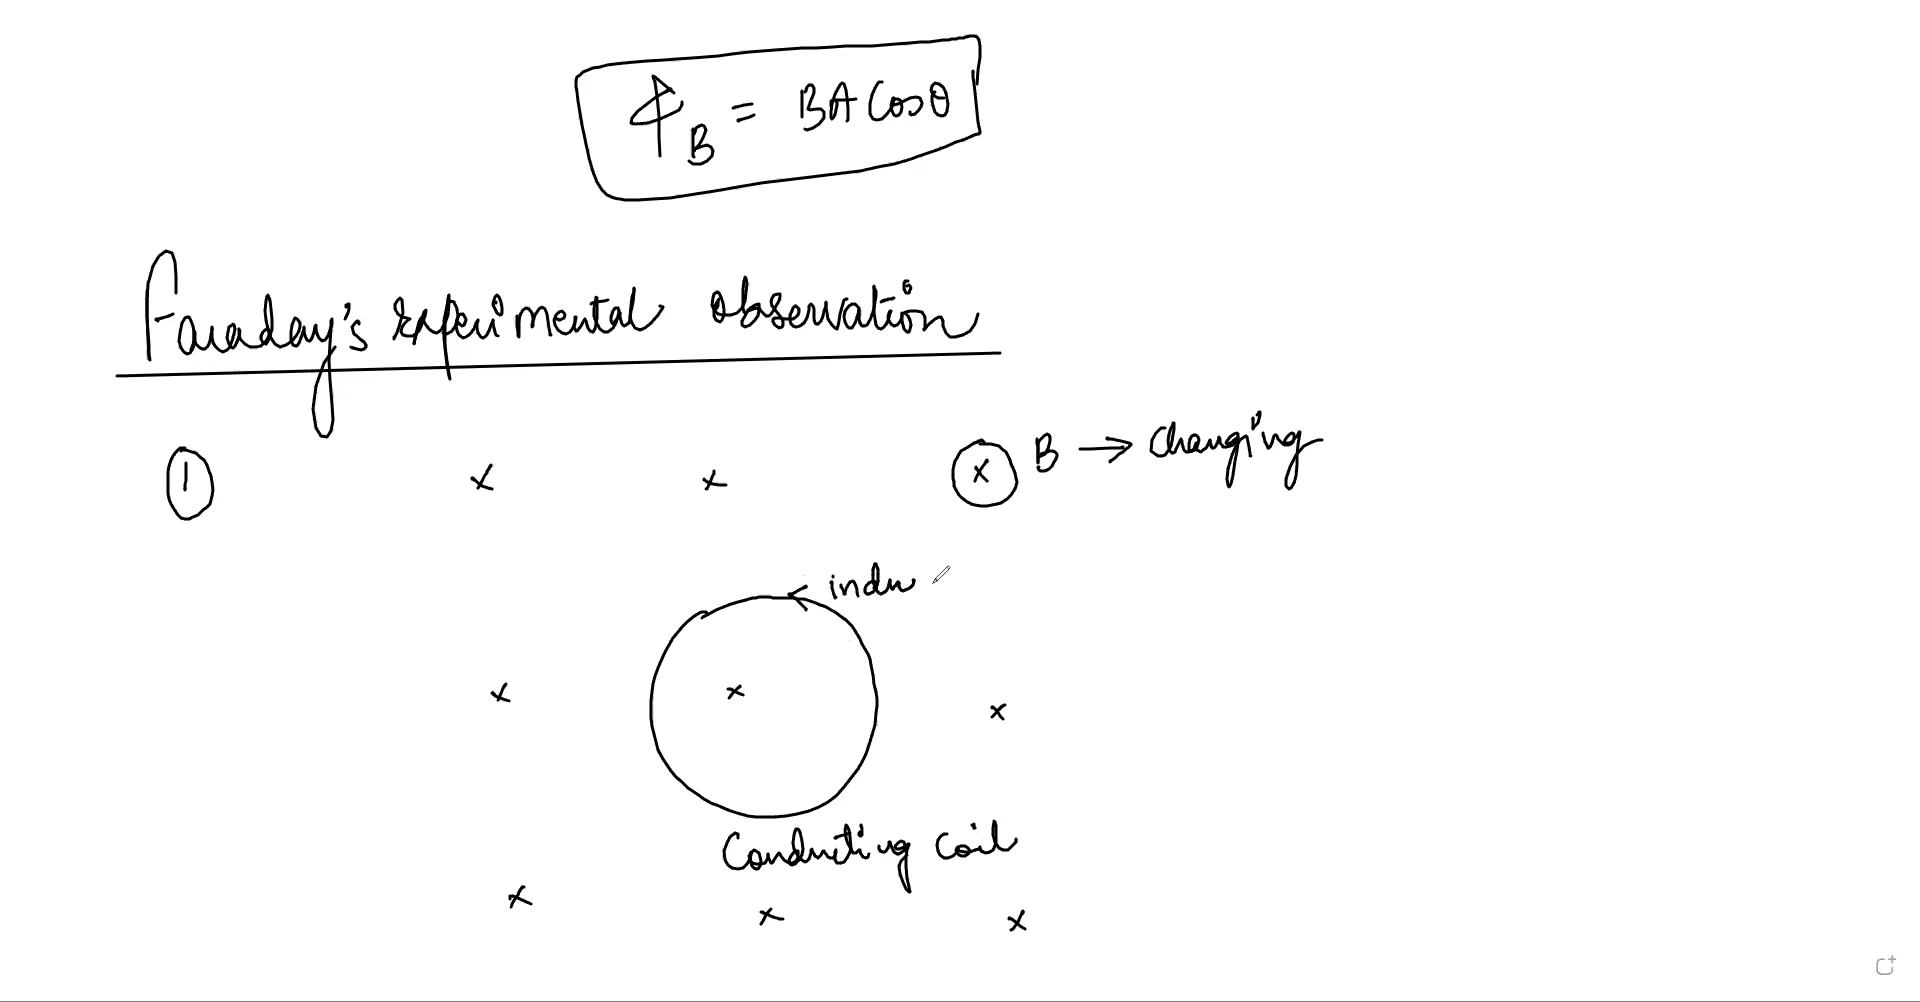 Φ_B = BA Cosθ
Faraday's experimental observation
① x x ⓧ B → Changing
indu
x x x
Conducting coil
x x x